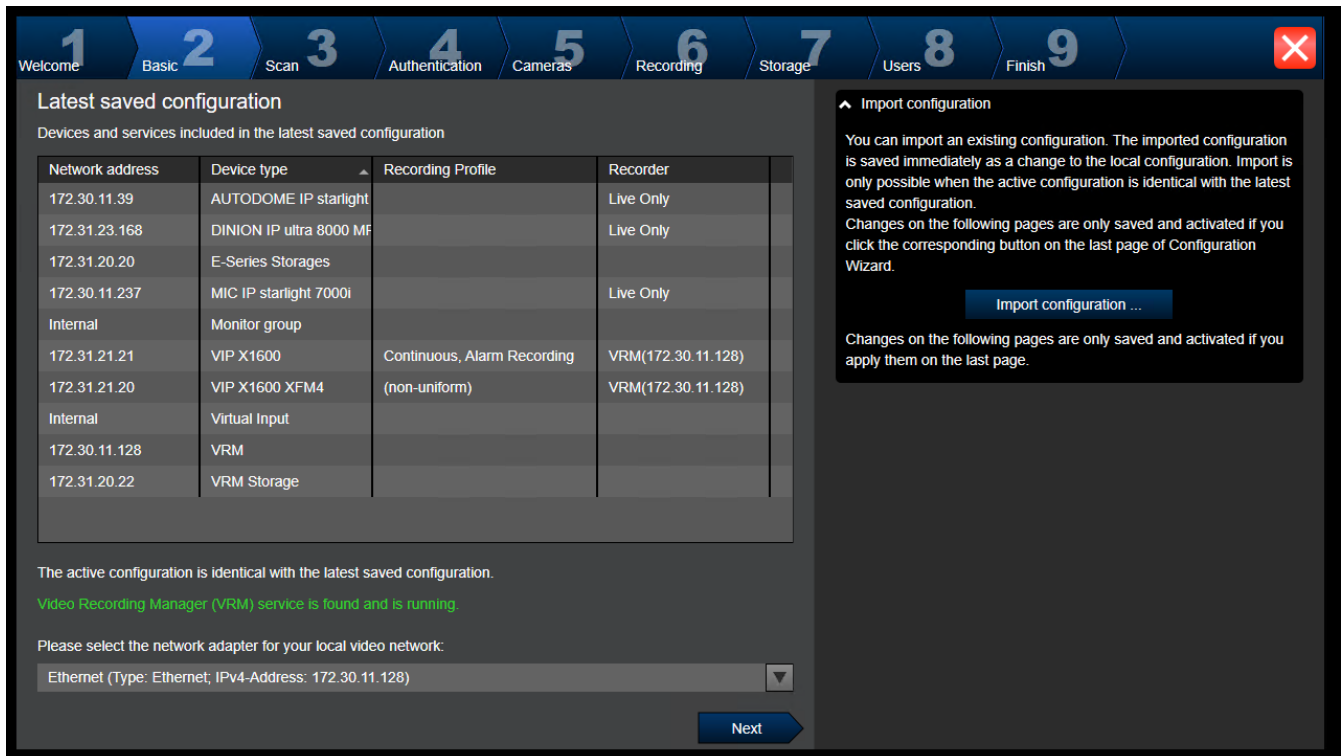 1 2 3 4 5 6 7 8 9
Welcome Basic Scan Authentication Cameras Recording Storage Users Finish
Latest saved configuration
Devices and services included in the latest saved configuration
Network address Device type Recording Profile Recorder
172.30.11.39 AUTODOME IP starlight Live Only
172.31.23.168 DINION IP ultra 8000 MP Live Only
172.31.20.20 E-Series Storages
172.30.11.237 MIC IP starlight 7000i Live Only
Internal Monitor group
172.31.21.21 VIP X1600 Continuous, Alarm Recording VRM(172.30.11.128)
172.31.21.20 VIP X1600 XFM4 (non-uniform) VRM(172.30.11.128)
Internal Virtual Input
172.30.11.128 VRM
172.31.20.22 VRM Storage
The active configuration is identical with the latest saved configuration.
Video Recording Manager (VRM) service is found and is running.
Please select the network adapter for your local video network:
Ethernet (Type: Ethernet; IPv4-Address: 172.30.11.128)
Next
Import configuration
You can import an existing configuration. The imported configuration
is saved immediately as a change to the local configuration. Import is
only possible when the active configuration is identical with the latest
saved configuration.
Changes on the following pages are only saved and activated if you
click the corresponding button on the last page of Configuration
Wizard.
Import configuration ...
Changes on the following pages are only saved and activated if you
apply them on the last page.